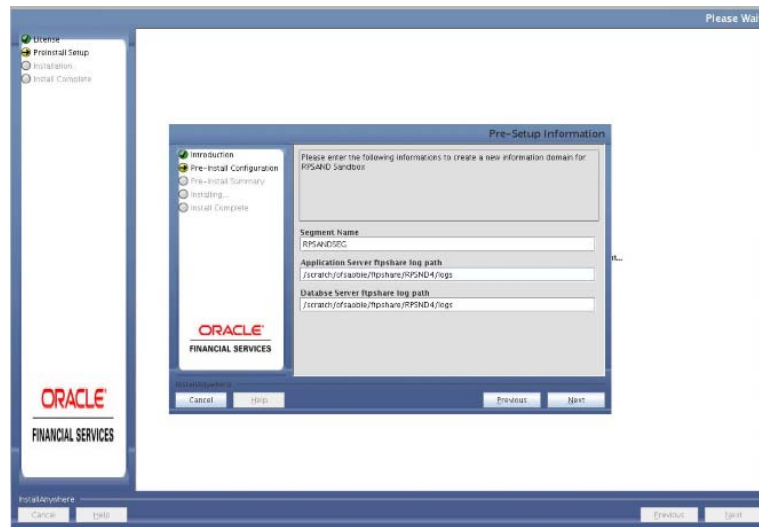 Please Wai
License
Preinstall Setup
Installation
Install Complete
Pre-Setup Information
Introduction
Pre-Install Configuration
Pre-Install Summary
Installing...
Install Complete
Please enter the following informations to create a new information domain for
RPSAND Sandbox
Segment Name
RPSANDSEG
Application Server ftpshare log path
/scratch/ofsaobie/ftpshare/RPSND4/logs
Databse Server ftpshare log path
/scratch/ofsaobie/ftpshare/RPSND4/logs
ORACLE
FINANCIAL SERVICES
InstallAnywhere
Cancel
Help
Previous
Next
ORACLE
FINANCIAL SERVICES
InstallAnywhere
Cancel
Help
Previous
Next